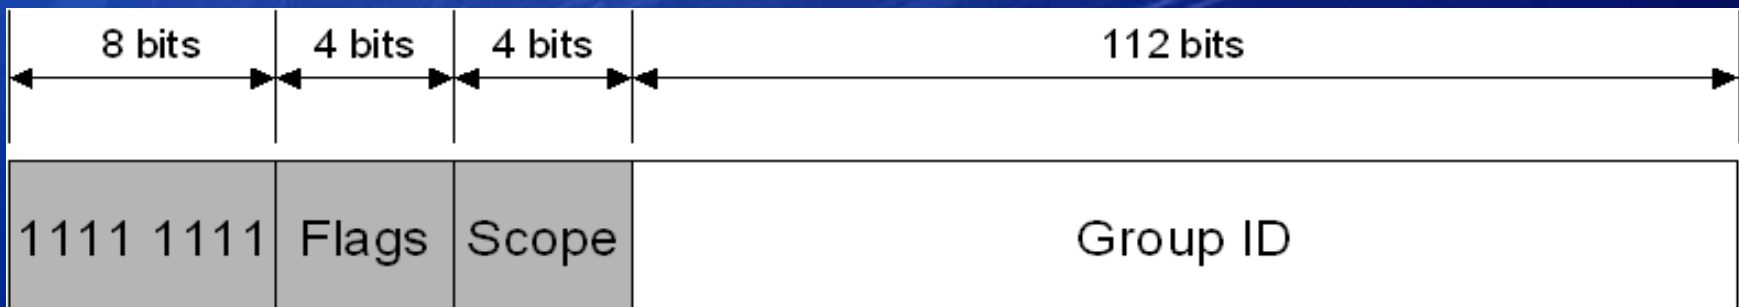 8 bits 4 bits 4 bits 112 bits
1111 1111 Flags Scope Group ID